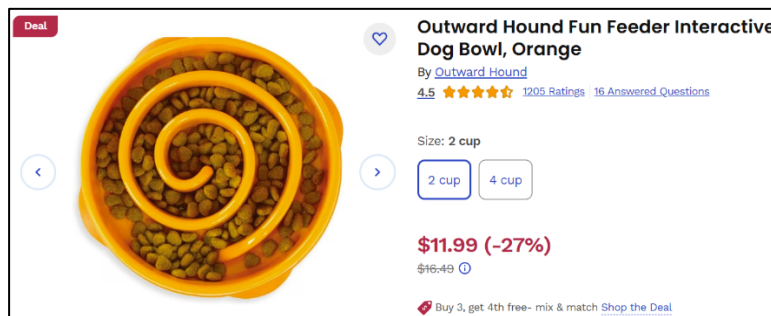 Deal
Outward Hound Fun Feeder Interactive
Dog Bowl, Orange
By Outward Hound
4.5 1205 Ratings 16 Answered Questions
Size: 2 cup
2 cup 4 cup
$11.99 (-27%)
$16.49
Buy 3, get 4th free- mix & match Shop the Deal